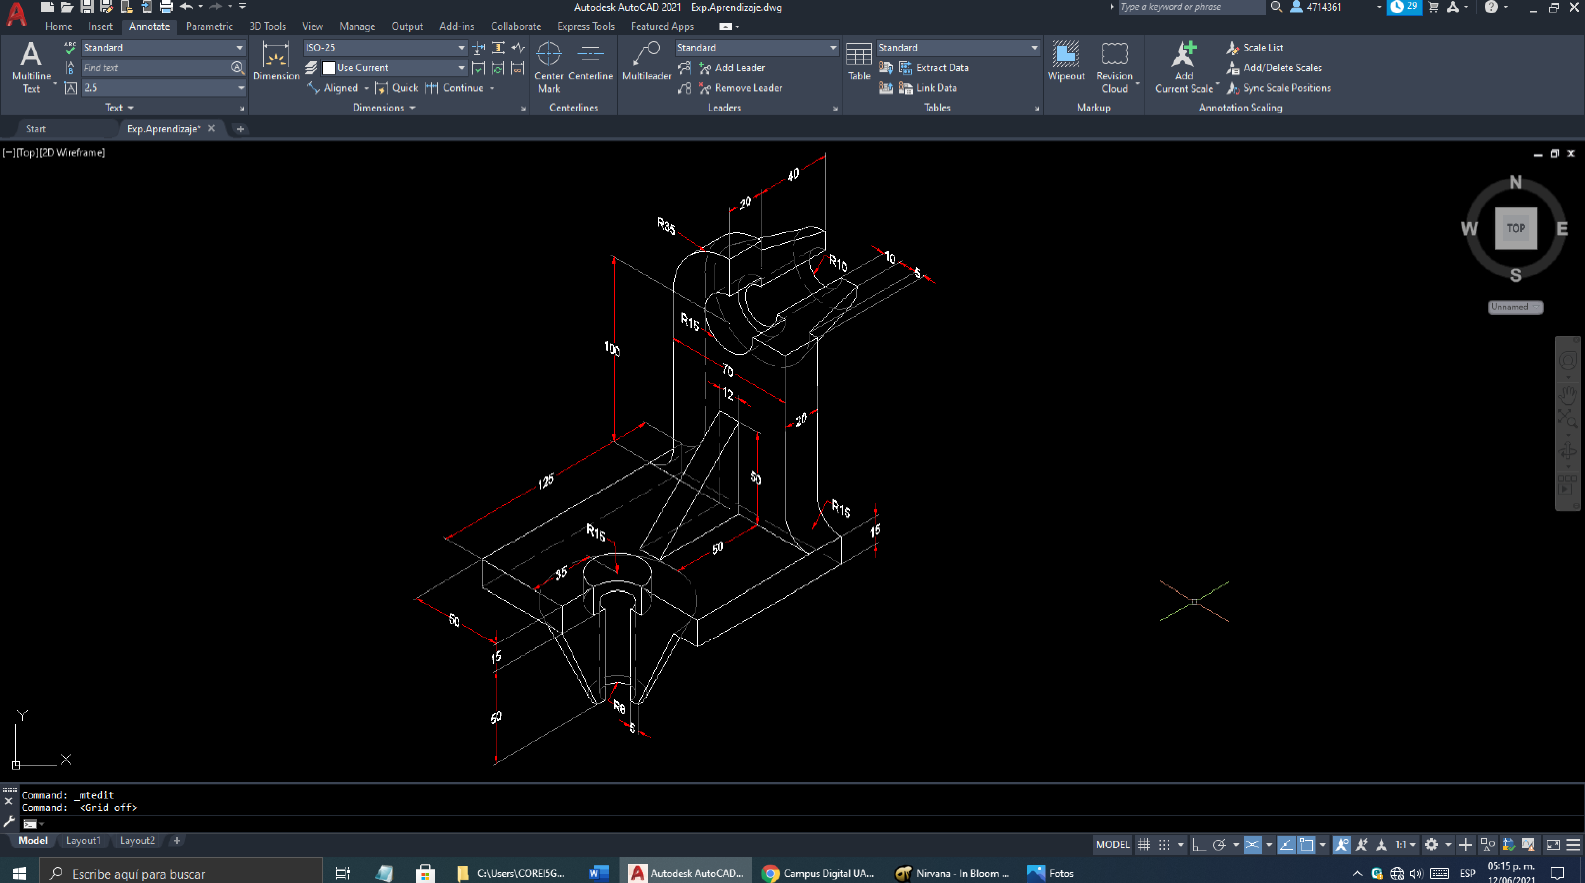 Autodesk AutoCAD 2021 Exp.Aprendizaje.dwg
Type a keyword or phrase
4714361
29
Home Insert Annotate Parametric 3D Tools View Manage Output Add-ins Collaborate Express Tools Featured Apps
Multiline Text
Standard
Find text
2.5
Text
Dimension
ISO-25
Use Current
Aligned Quick Continue
Dimensions
Center Mark
Centerline
Centerlines
Multileader
Standard
Add Leader
Remove Leader
Leaders
Table
Standard
Extract Data
Link Data
Tables
Wipeout
Revision Cloud
Markup
Add Current Scale
Scale List
Add/Delete Scales
Sync Scale Positions
Annotation Scaling
Start
Exp.Aprendizaje*
[−][Top][2D Wireframe]
N
W TOP E
S
Unnamed
40
20
R35
R10
10
5
R15
100
70
12
20
125
50
R15
15
R15
50
35
50
15
R8
50
Y
X
Command: _mtedit
Command: <Grid off>
Model Layout1 Layout2
MODEL
1:1
Escribe aquí para buscar
C:\Users\COREI5G...
Autodesk AutoCAD...
Campus Digital UA...
Nirvana - In Bloom ...
Fotos
ESP
05:15 p. m.
12/06/2021